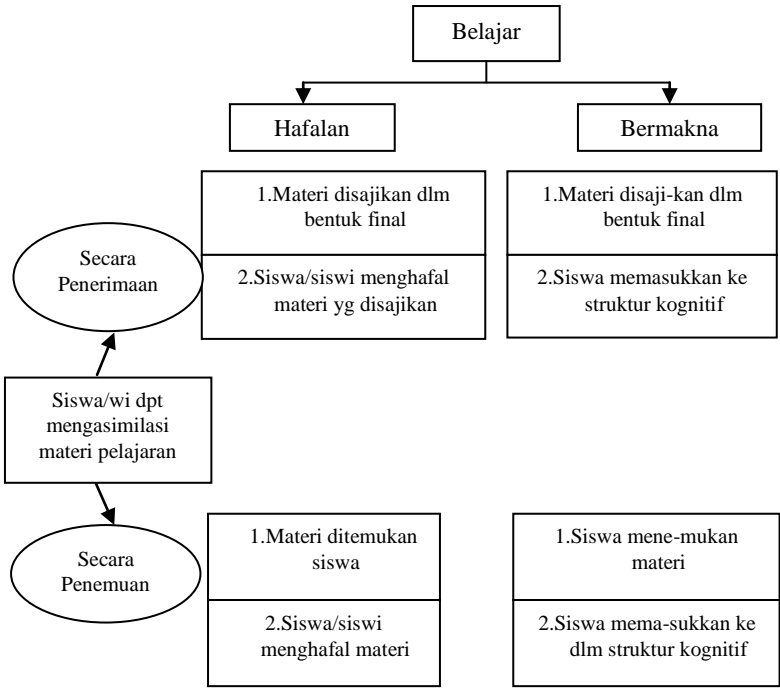 Belajar
Hafalan
Bermakna
1.Materi disajikan dlm
bentuk final
1.Materi disaji-kan dlm
bentuk final
Secara
Penerimaan
2.Siswa/siswi menghafal
materi yg disajikan
2.Siswa memasukkan ke
struktur kognitif
Siswa/wi dpt
mengasimilasi
materi pelajaran
Secara
Penemuan
1.Materi ditemukan
siswa
1.Siswa mene-mukan
materi
2.Siswa/siswi
menghafal materi
2.Siswa mema-sukkan ke
dlm struktur kognitif